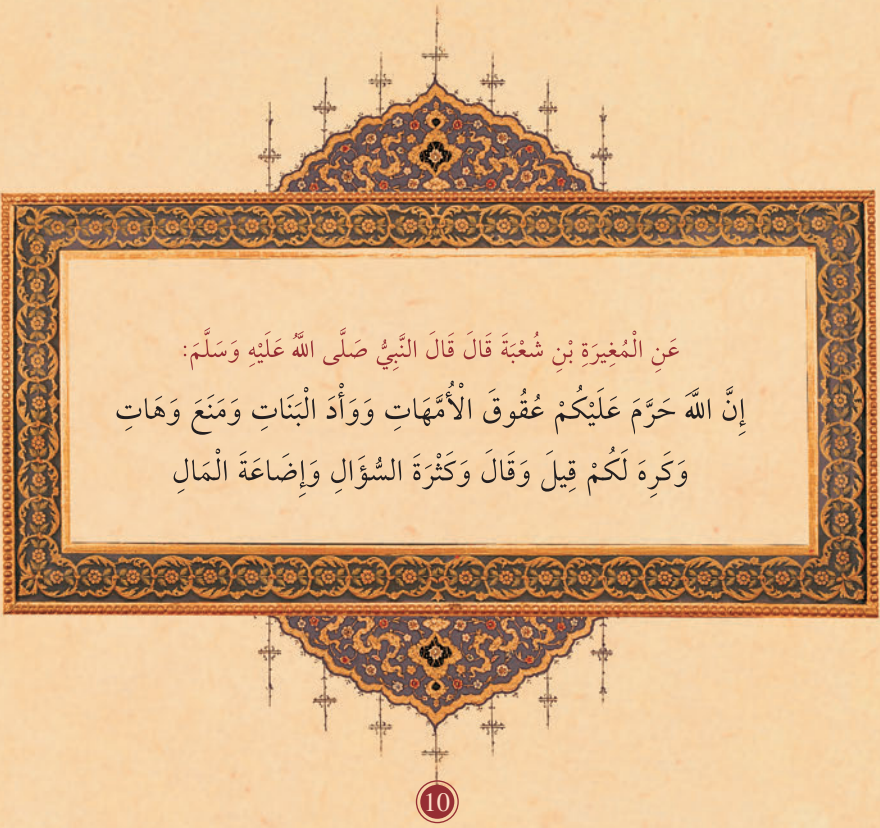 عَنِ الْمُغِيرَةِ بْنِ شُعْبَةَ قَالَ قَالَ النَّبِيُّ صَلَّى اللَّهُ عَلَيْهِ وَسَلَّمَ:
إِنَّ اللَّهَ حَرَّمَ عَلَيْكُمْ عُقُوقَ الْأُمَّهَاتِ وَوَأْدَ الْبَنَاتِ وَمَنَعَ وَهَاتِ
وَكَرِهَ لَكُمْ قِيلَ وَقَالَ وَكَثْرَةَ السُّؤَالِ وَإِضَاعَةَ الْمَالِ
10